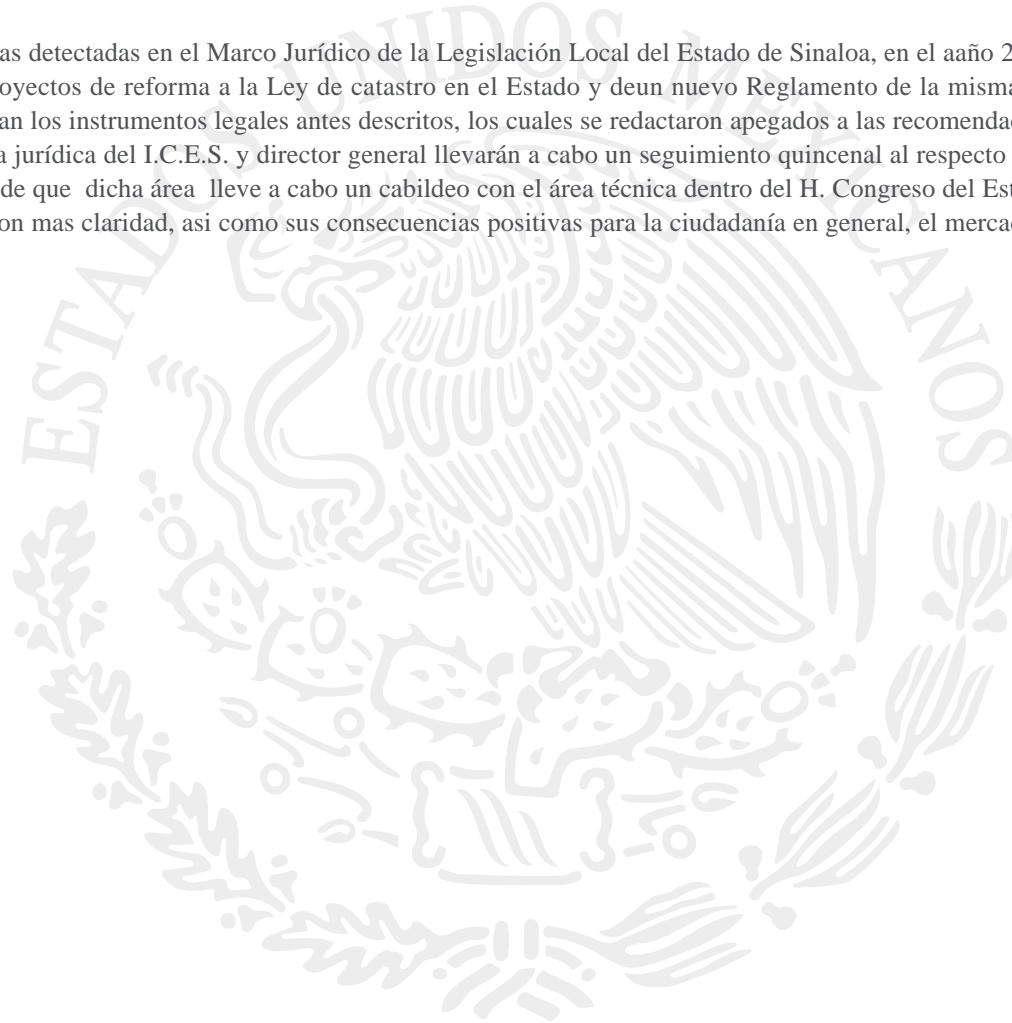 as detectadas en el Marco Jurídico de la Legislación Local del Estado de Sinaloa, en el aaño 2
oyectos de reforma a la Ley de catastro en el Estado y deun nuevo Reglamento de la misma
an los instrumentos legales antes descritos, los cuales se redactaron apegados a las recomendac
a jurídica del I.C.E.S. y director general llevarán a cabo un seguimiento quincenal al respecto
de que dicha área lleve a cabo un cabildeo con el área técnica dentro del H. Congreso del Est
on mas claridad, asi como sus consecuencias positivas para la ciudadanía en general, el merca
ESTADOS UNIDOS MEXICANOS